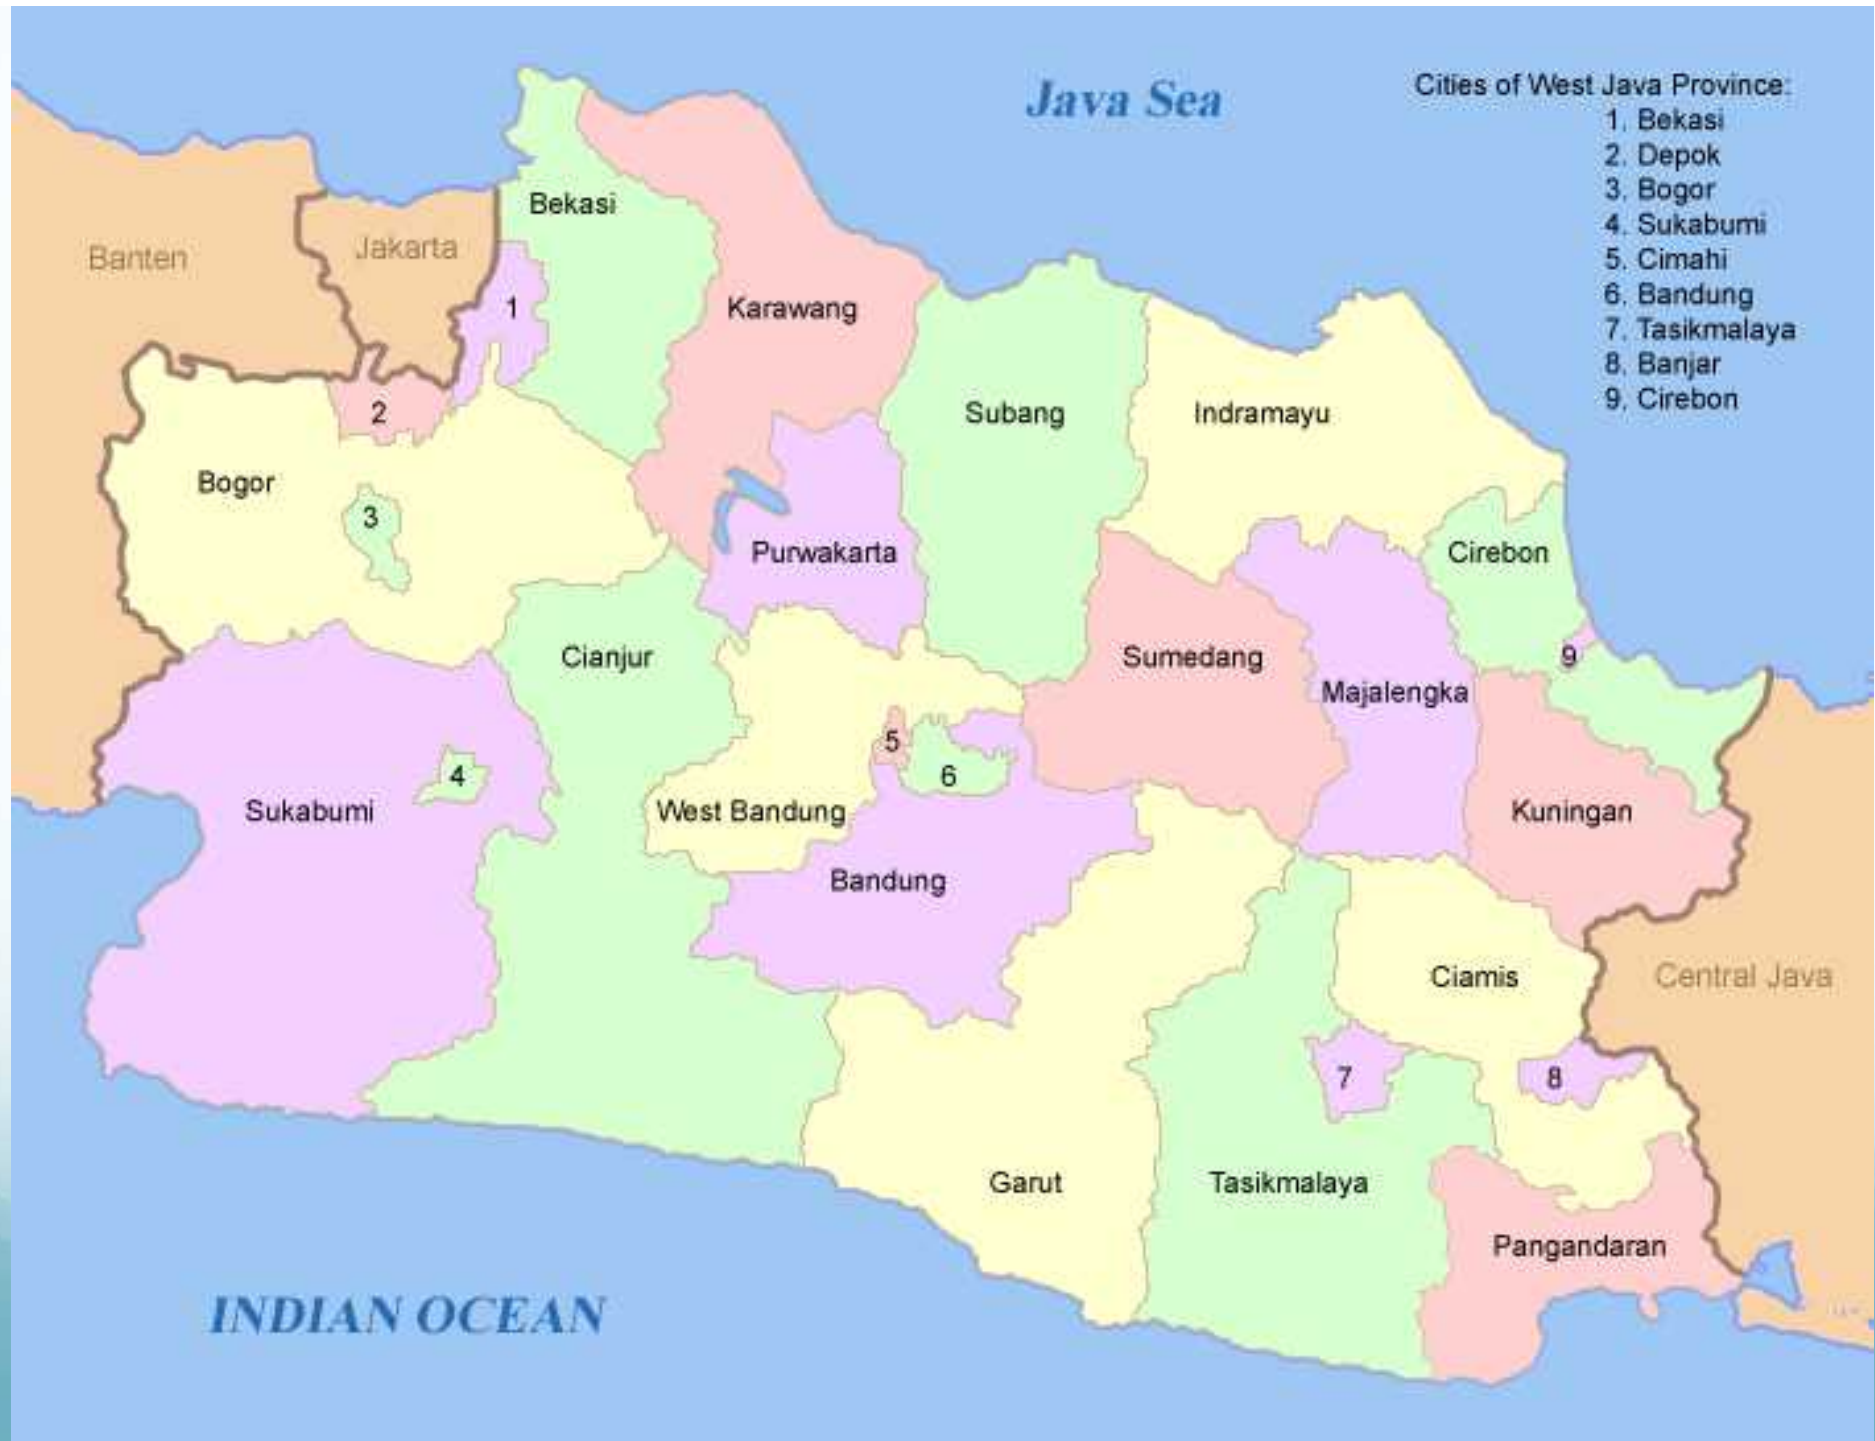 Java Sea
Cities of West Java Province:
1. Bekasi
2. Depok
3. Bogor
4. Sukabumi
5. Cimahi
6. Bandung
7. Tasikmalaya
8. Banjar
9. Cirebon
Banten
Jakarta
Bekasi
1
Karawang
2
Subang
Indramayu
Bogor
3
Purwakarta
Cirebon
Cianjur
Sumedang
9
Majalengka
5
4
6
Sukabumi
West Bandung
Kuningan
Bandung
Ciamis
Central Java
7
8
Garut
Tasikmalaya
Pangandaran
INDIAN OCEAN